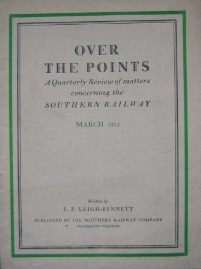 OVER
THE POINTS
A Quarterly Review of matters
concerning the
SOUTHERN RAILWAY
MARCH 1932
Written by
E. P. LEIGH-BENNETT
PUBLISHED BY THE SOUTHERN RAILWAY COMPANY
WATERLOO STATION